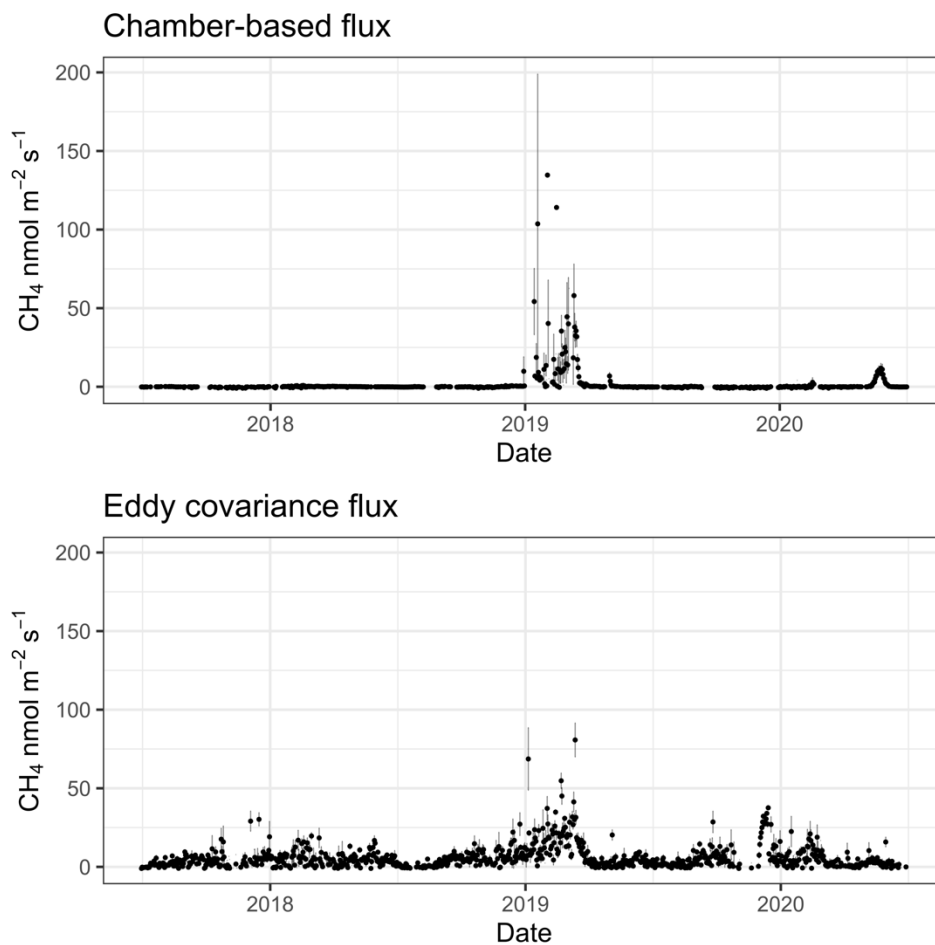 Chamber-based flux
200
150
100
50
0
CH₄ nmol m⁻² s⁻¹
2018 2019 2020
Date
Eddy covariance flux
200
150
100
50
0
CH₄ nmol m⁻² s⁻¹
2018 2019 2020
Date